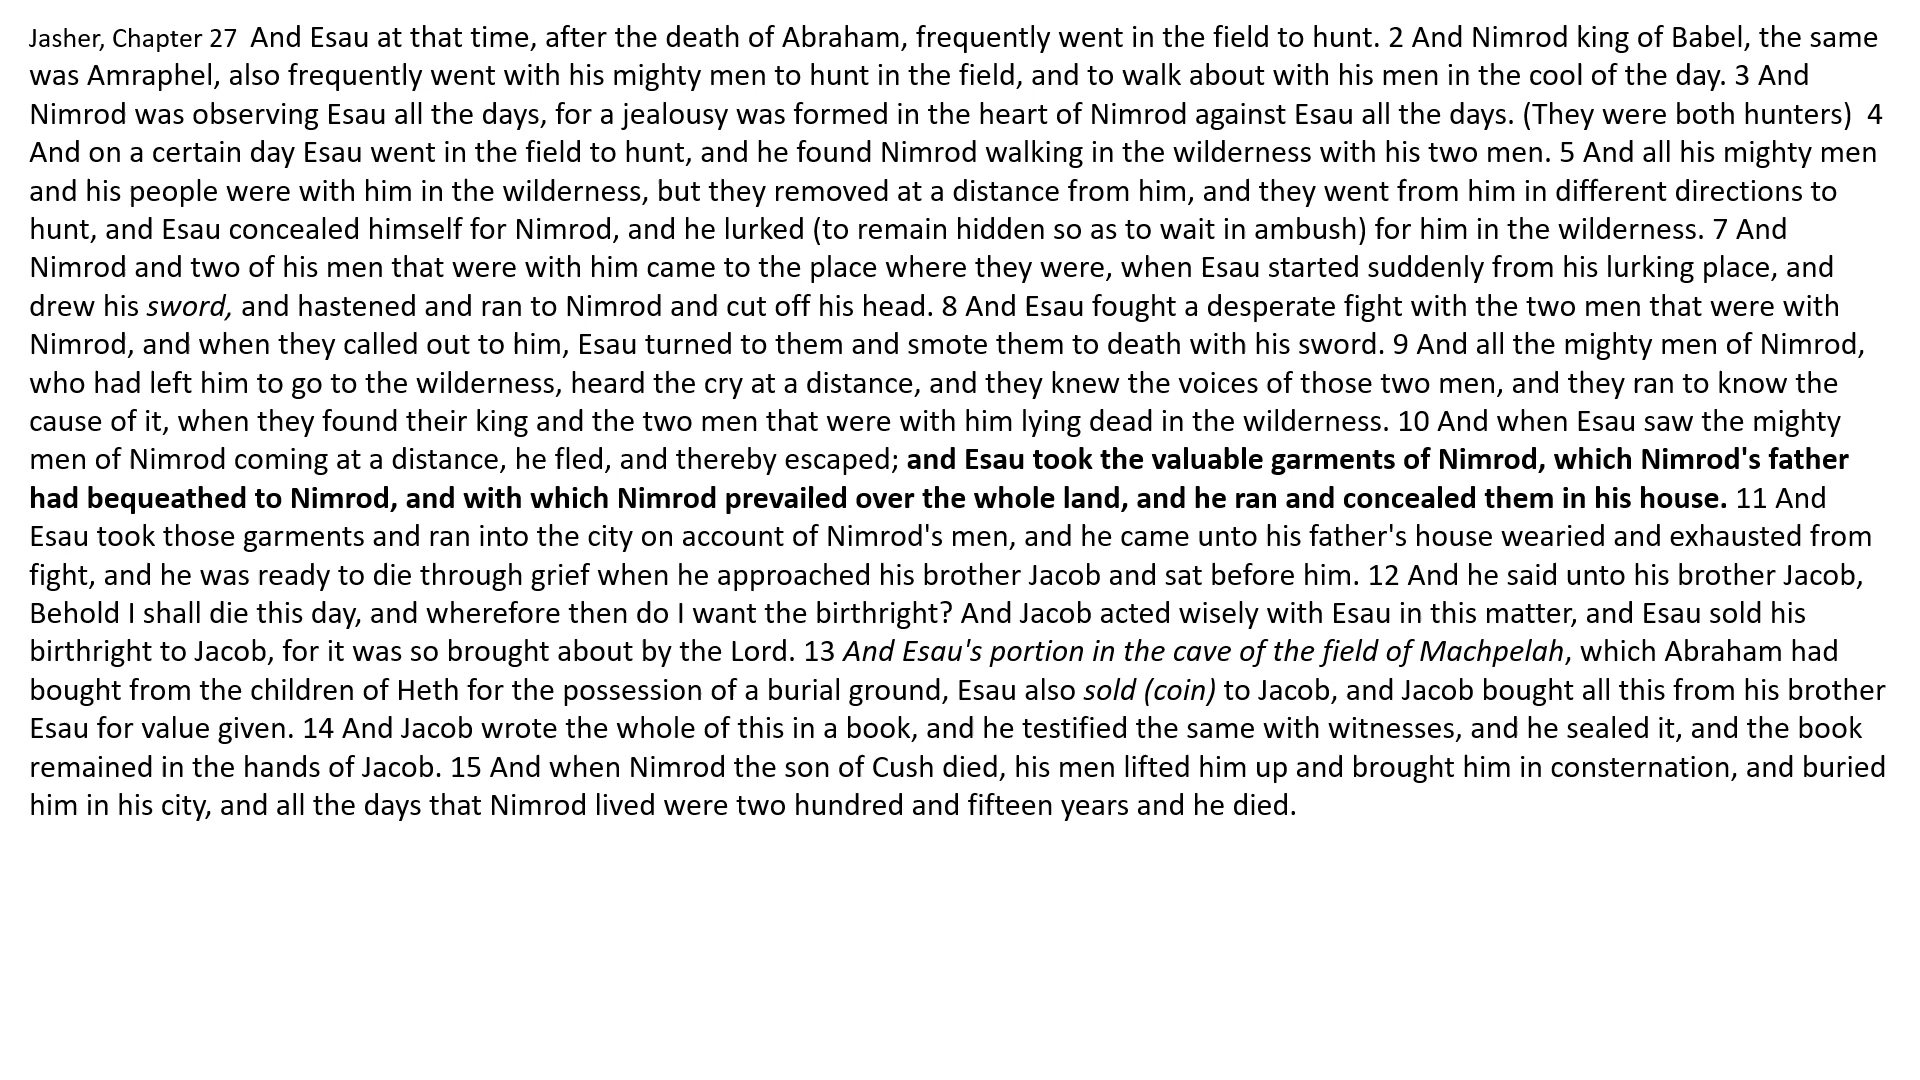 Jasher, Chapter 27  And Esau at that time, after the death of Abraham, frequently went in the field to hunt. 2 And Nimrod king of Babel, the same
was Amraphel, also frequently went with his mighty men to hunt in the field, and to walk about with his men in the cool of the day. 3 And
Nimrod was observing Esau all the days, for a jealousy was formed in the heart of Nimrod against Esau all the days. (They were both hunters)  4
And on a certain day Esau went in the field to hunt, and he found Nimrod walking in the wilderness with his two men. 5 And all his mighty men
and his people were with him in the wilderness, but they removed at a distance from him, and they went from him in different directions to
hunt, and Esau concealed himself for Nimrod, and he lurked (to remain hidden so as to wait in ambush) for him in the wilderness. 7 And
Nimrod and two of his men that were with him came to the place where they were, when Esau started suddenly from his lurking place, and
drew his sword, and hastened and ran to Nimrod and cut off his head. 8 And Esau fought a desperate fight with the two men that were with
Nimrod, and when they called out to him, Esau turned to them and smote them to death with his sword. 9 And all the mighty men of Nimrod,
who had left him to go to the wilderness, heard the cry at a distance, and they knew the voices of those two men, and they ran to know the
cause of it, when they found their king and the two men that were with him lying dead in the wilderness. 10 And when Esau saw the mighty
men of Nimrod coming at a distance, he fled, and thereby escaped; and Esau took the valuable garments of Nimrod, which Nimrod's father
had bequeathed to Nimrod, and with which Nimrod prevailed over the whole land, and he ran and concealed them in his house. 11 And
Esau took those garments and ran into the city on account of Nimrod's men, and he came unto his father's house wearied and exhausted from
fight, and he was ready to die through grief when he approached his brother Jacob and sat before him. 12 And he said unto his brother Jacob,
Behold I shall die this day, and wherefore then do I want the birthright? And Jacob acted wisely with Esau in this matter, and Esau sold his
birthright to Jacob, for it was so brought about by the Lord. 13 And Esau's portion in the cave of the field of Machpelah, which Abraham had
bought from the children of Heth for the possession of a burial ground, Esau also sold (coin) to Jacob, and Jacob bought all this from his brother
Esau for value given. 14 And Jacob wrote the whole of this in a book, and he testified the same with witnesses, and he sealed it, and the book
remained in the hands of Jacob. 15 And when Nimrod the son of Cush died, his men lifted him up and brought him in consternation, and buried
him in his city, and all the days that Nimrod lived were two hundred and fifteen years and he died.